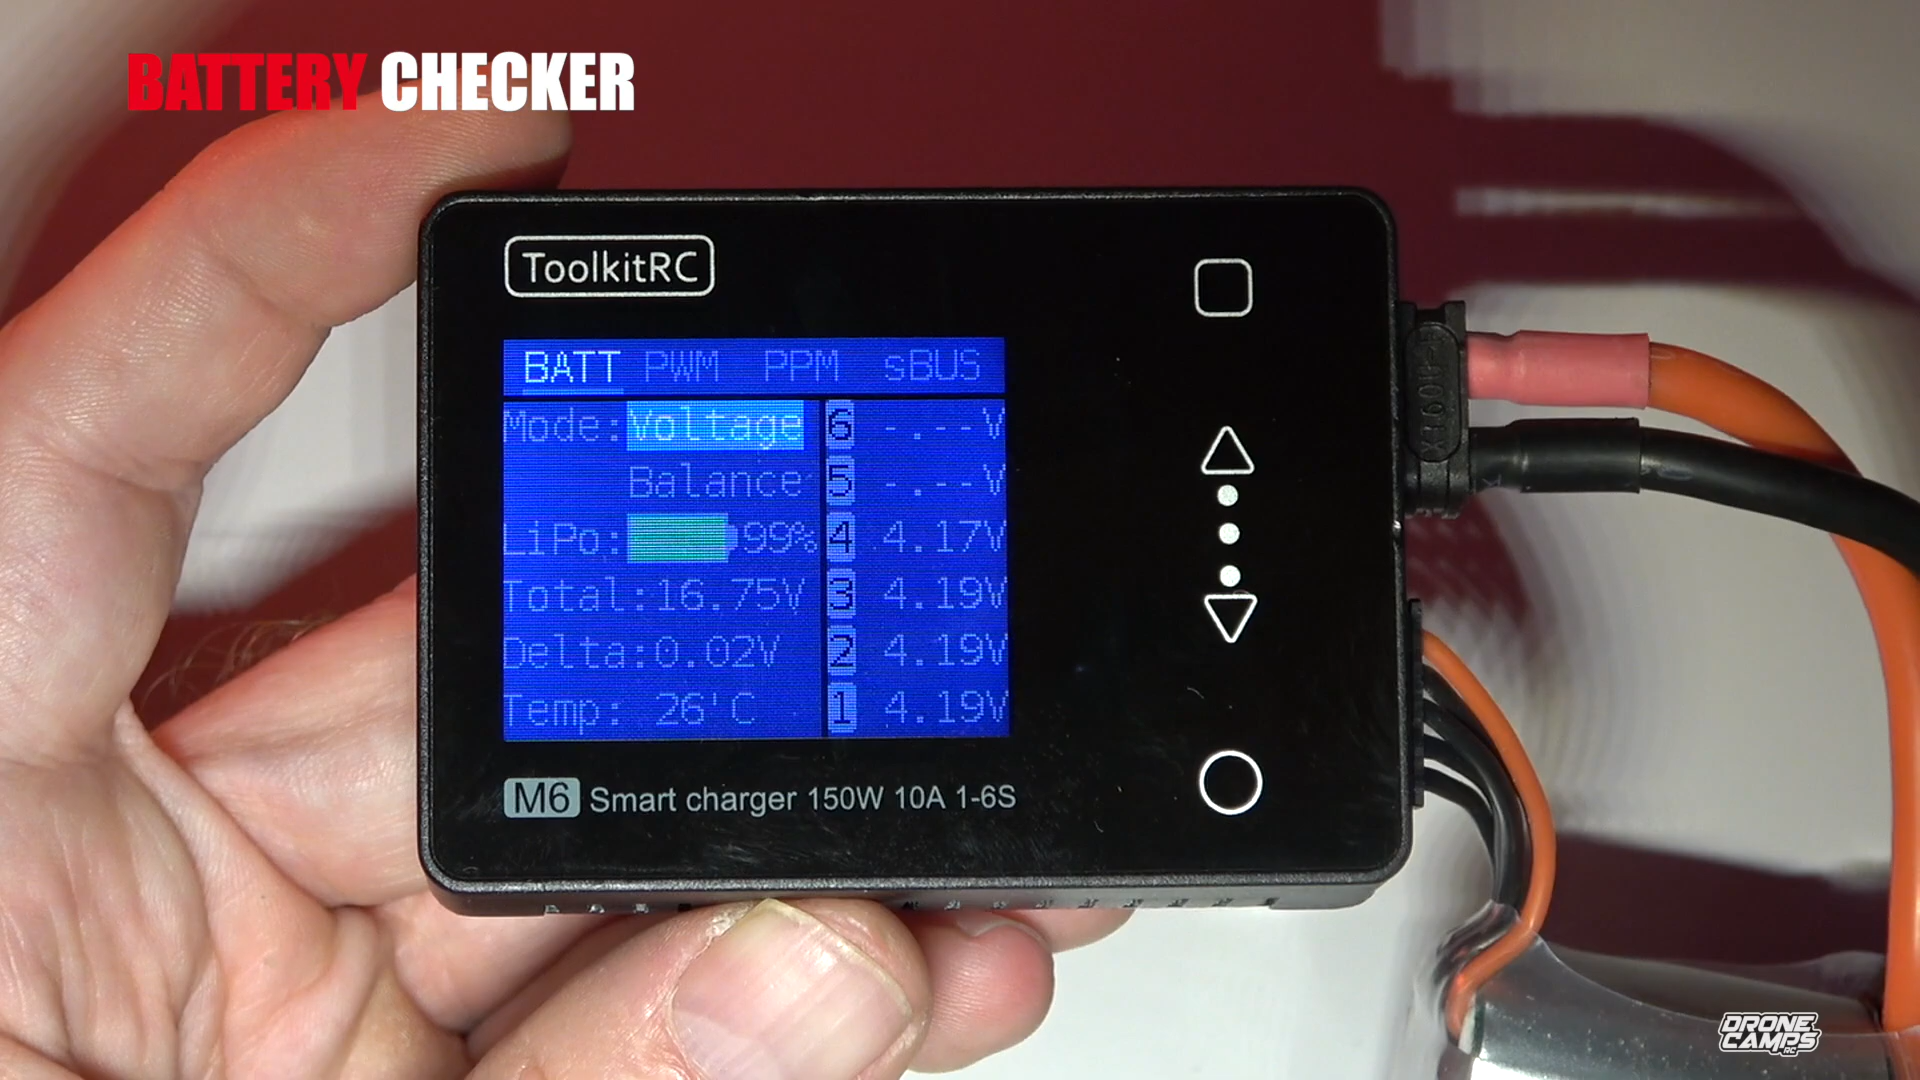 BATTERY CHECKER
ToolkitRC
BATT PWM PPM sBUS
Mode: Voltage 6 -.--V
Balance 5 -.--V
LiPo: 99% 4 4.17V
Total: 16.75V 3 4.19V
Delta: 0.02V 2 4.19V
Temp: 26'C 1 4.19V
M6 Smart charger 150W 10A 1-6S
DRONE
CAMPS
RC